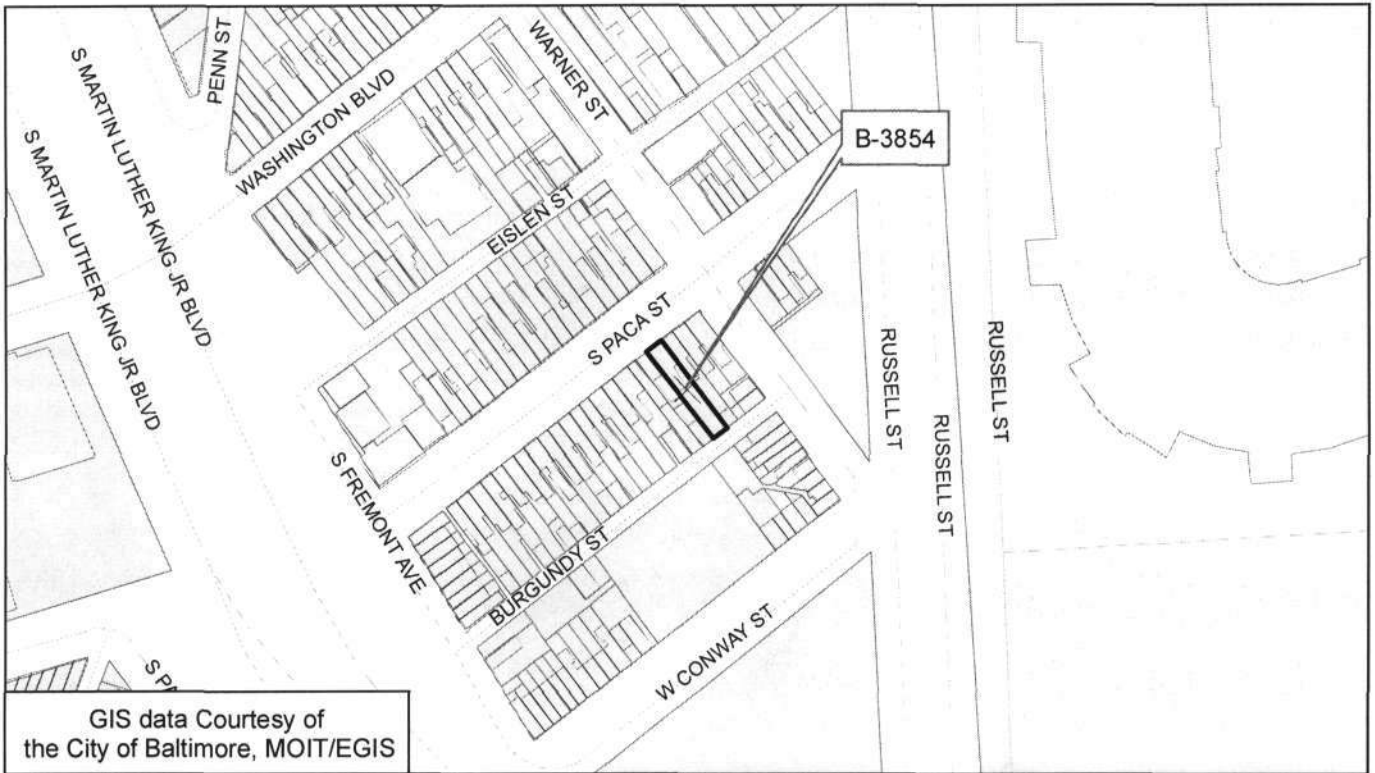 PENN ST
WARNER ST
S MARTIN LUTHER KING JR BLVD
WASHINGTON BLVD
B-3854
S MARTIN LUTHER KING JR BLVD
EISLEN ST
S PACA ST
RUSSELL ST
RUSSELL ST
RUSSELL ST
S FREMONT AVE
BURGUNDY ST
W CONWAY ST
GIS data Courtesy of
the City of Baltimore, MOIT/EGIS